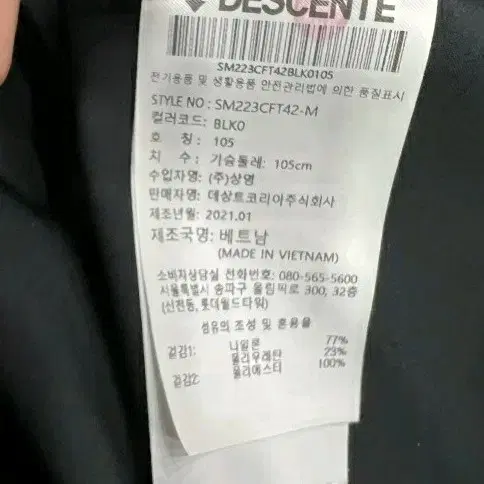 DESCENTE
SM223CFT42BLK0105
전기용품 및 생활용품 안전관리법에 의한 품질표시
STYLE NO : SM223CFT42-M
컬러코드: BLK0
호 칭 : 105
치 수 : 가슴둘레: 105cm
수입자명: (주)상영
판매자명: 데상트코리아주식회사
제조년월: 2021.01
제조국명: 베트남
(MADE IN VIETNAM)
소비자상담실 전화번호: 080-565-5600
서울특별시 송파구 올림픽로 300, 32층
(신천동, 롯데월드타워)
섬유의 조성 및 혼용율
겉감1: 나일론 77%
폴리우레탄 23%
겉감2: 폴리에스터 100%